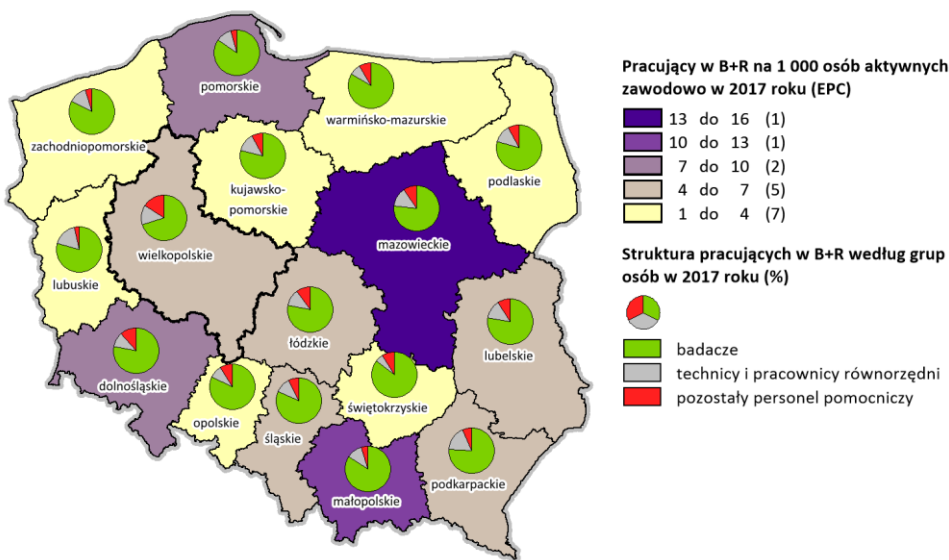 pomorskie
warmińsko-mazurskie
zachodniopomorskie
podlaskie
kujawsko-
pomorskie
mazowieckie
wielkopolskie
lubuskie
łódzkie
lubelskie
dolnośląskie
opolskie
śląskie
świętokrzyskie
podkarpackie
małopolskie
Pracujący w B+R na 1 000 osób aktywnych
zawodowo w 2017 roku (EPC)
13 do 16 (1)
10 do 13 (1)
7 do 10 (2)
4 do 7 (5)
1 do 4 (7)
Struktura pracujących w B+R według grup
osób w 2017 roku (%)
badacze
technicy i pracownicy równorzędni
pozostały personel pomocniczy